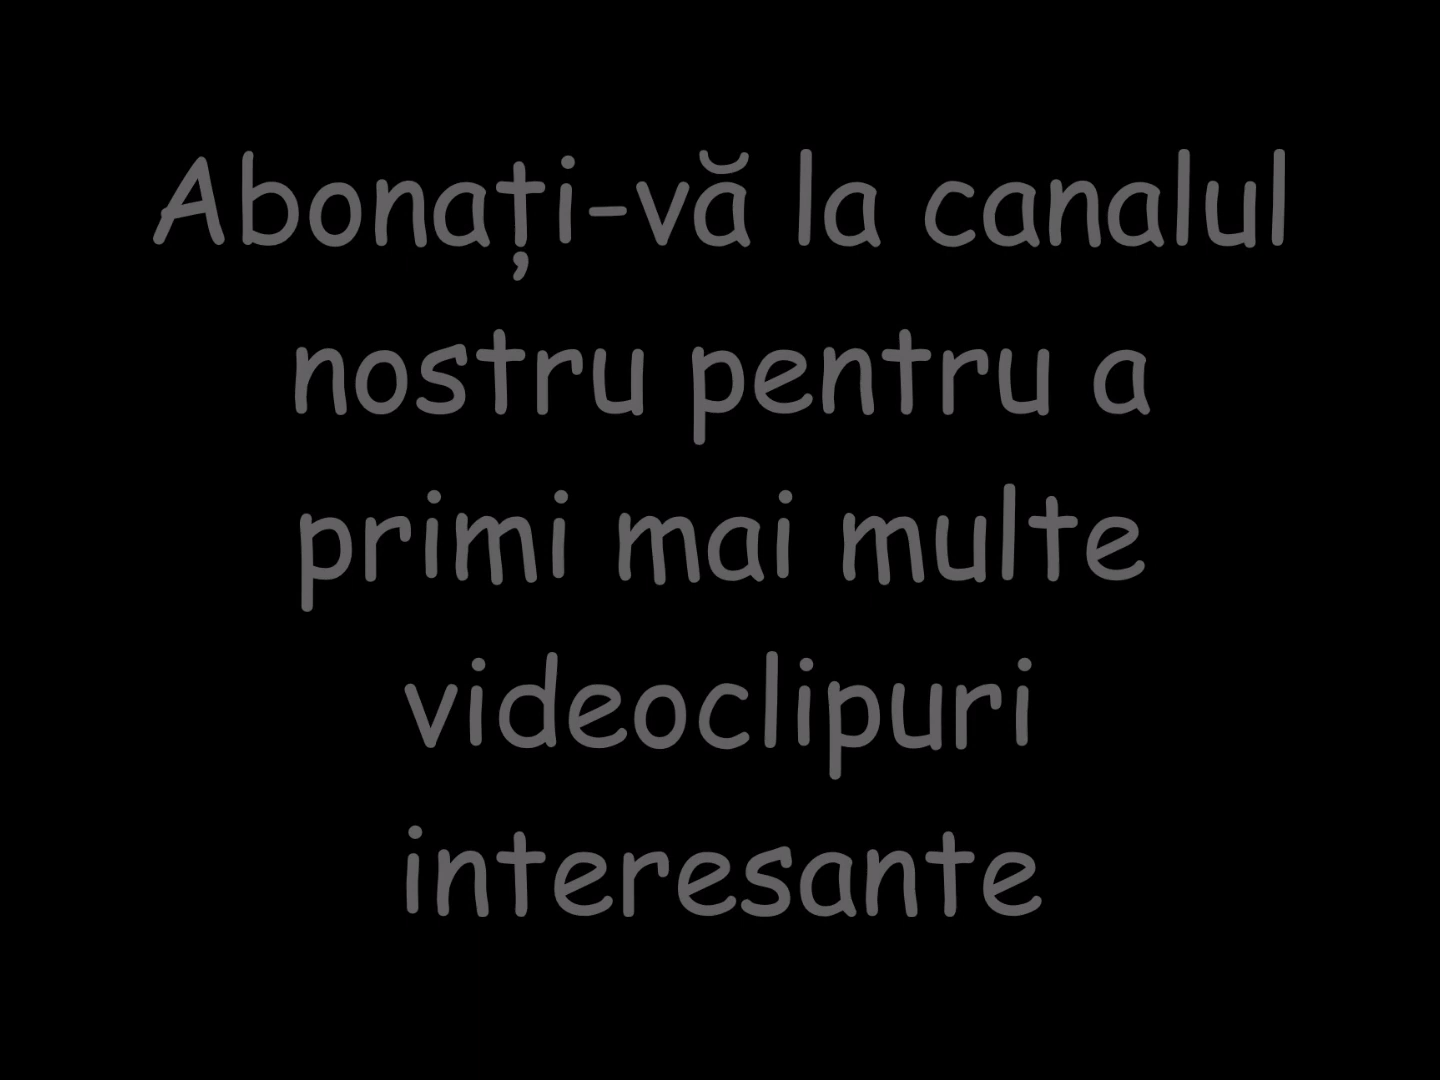 Abonați-vă la canalul
nostru pentru a
primi mai multe
videoclipuri
interesante